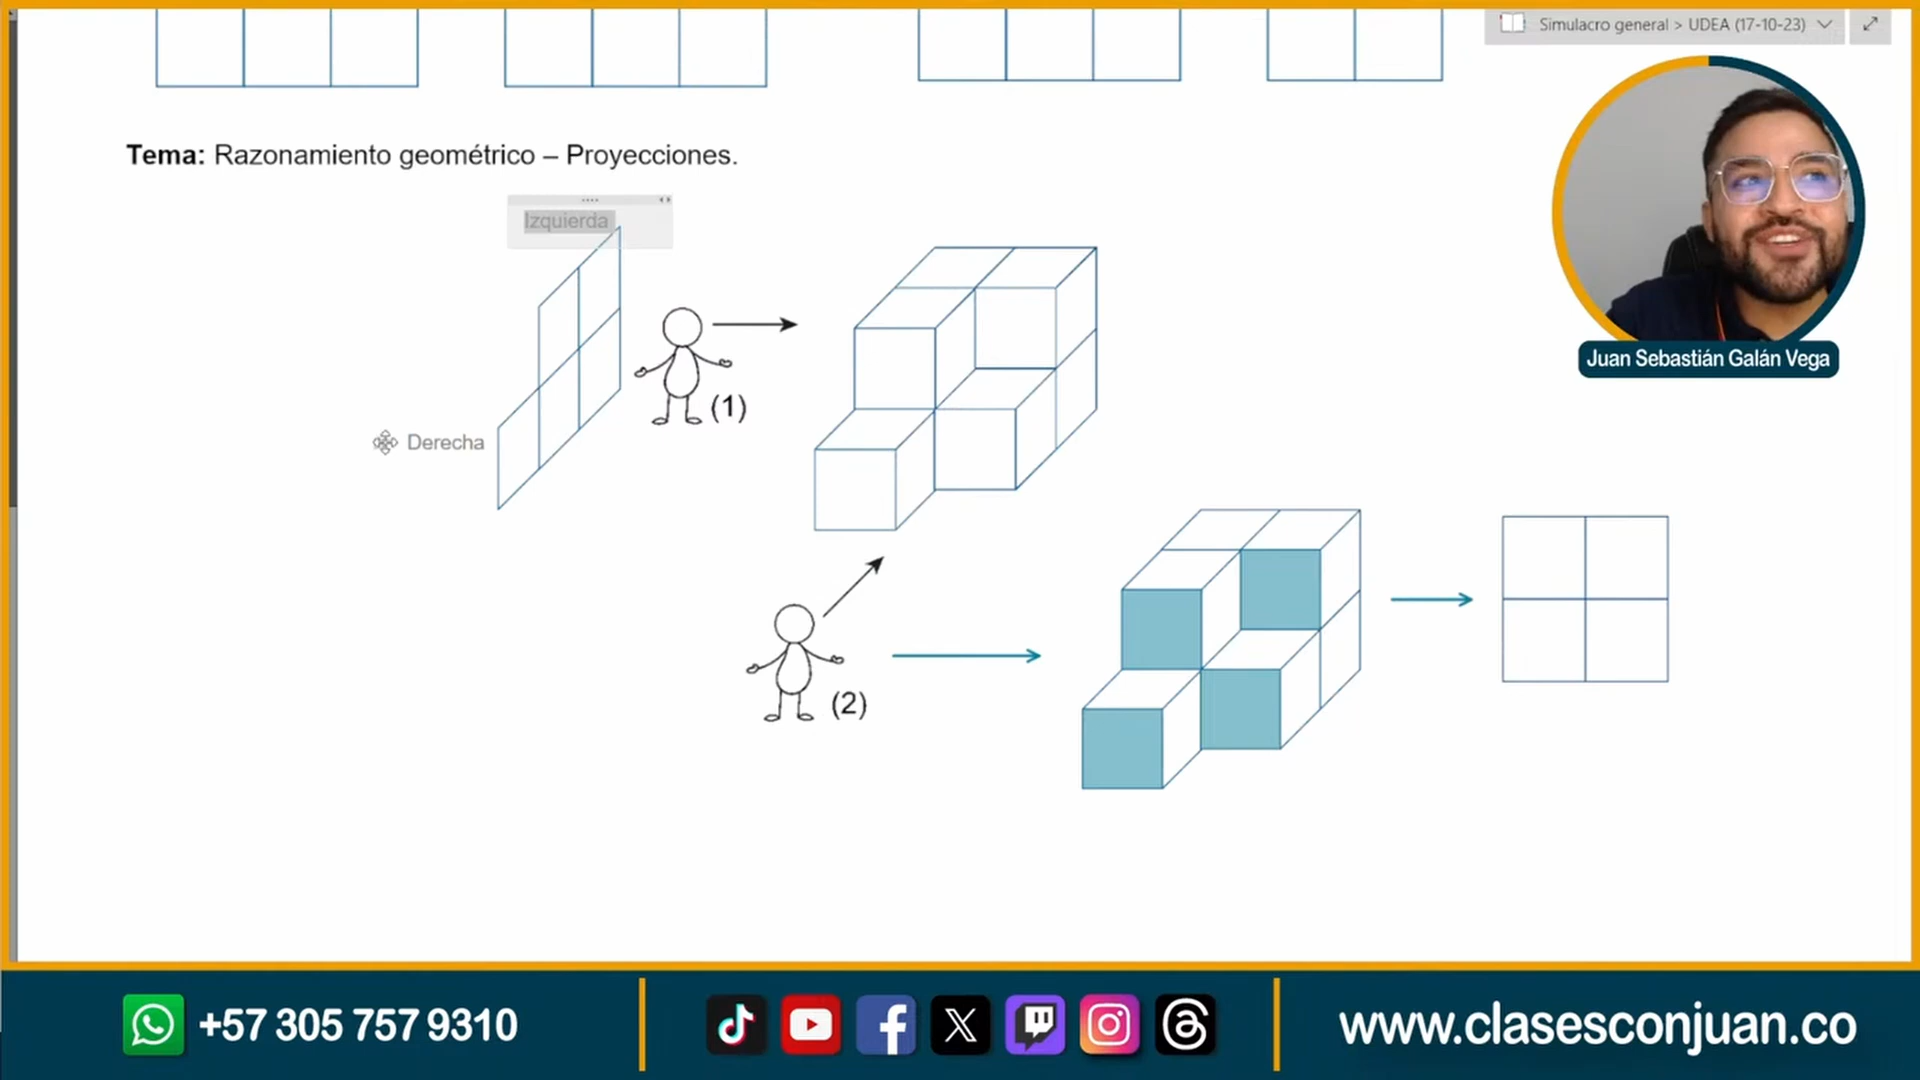 Simulacro general > UDEA (17-10-23)
Tema: Razonamiento geométrico – Proyecciones.
Izquierda
Juan Sebastián Galán Vega
(1)
Derecha
(2)
+57 305 757 9310
www.clasesconjuan.co